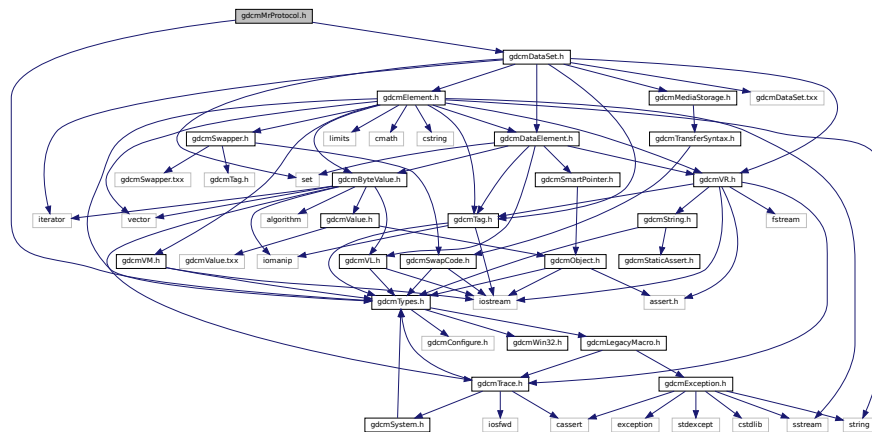 gdcmMrProtocol.h
gdcmDataSet.h
gdcmElement.h
gdcmMediaStorage.h
gdcmDataSet.txx
gdcmSwapper.h
limits
cmath
cstring
gdcmDataElement.h
gdcmTransferSyntax.h
gdcmSwapper.txx
gdcmTag.h
set
gdcmByteValue.h
gdcmSmartPointer.h
gdcmVR.h
iterator
vector
algorithm
gdcmValue.h
gdcmTag.h
gdcmString.h
fstream
gdcmVM.h
gdcmValue.txx
iomanip
gdcmVL.h
gdcmSwapCode.h
gdcmObject.h
gdcmStaticAssert.h
gdcmTypes.h
iostream
assert.h
gdcmConfigure.h
gdcmWin32.h
gdcmLegacyMacro.h
gdcmTrace.h
gdcmException.h
gdcmSystem.h
iosfwd
cassert
exception
stdexcept
cstdlib
sstream
string